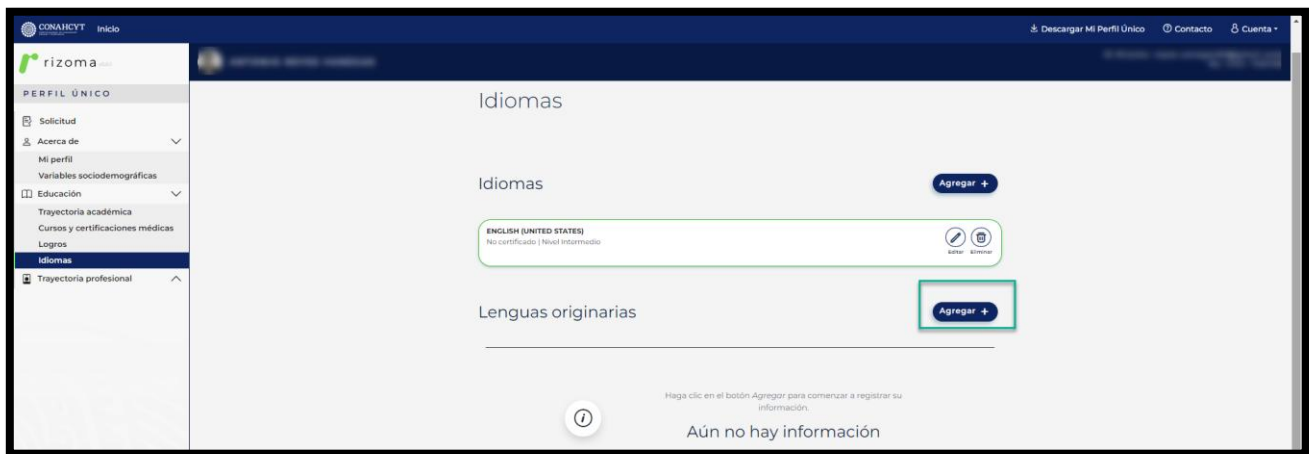 CONAHCYT Inicio
Descargar Mi Perfil Único Contacto Cuenta
rizoma
PERFIL ÚNICO
Solicitud
Acerca de
Mi perfil
Variables sociodemográficas
Educación
Trayectoria académica
Cursos y certificaciones médicas
Logros
Idiomas
Trayectoria profesional
Idiomas
Idiomas
Agregar +
ENGLISH (UNITED STATES)
No certificado | Nivel Intermedio
Editar Eliminar
Lenguas originarias
Agregar +
Haga clic en el botón Agregar para comenzar a registrar su
información.
Aún no hay información